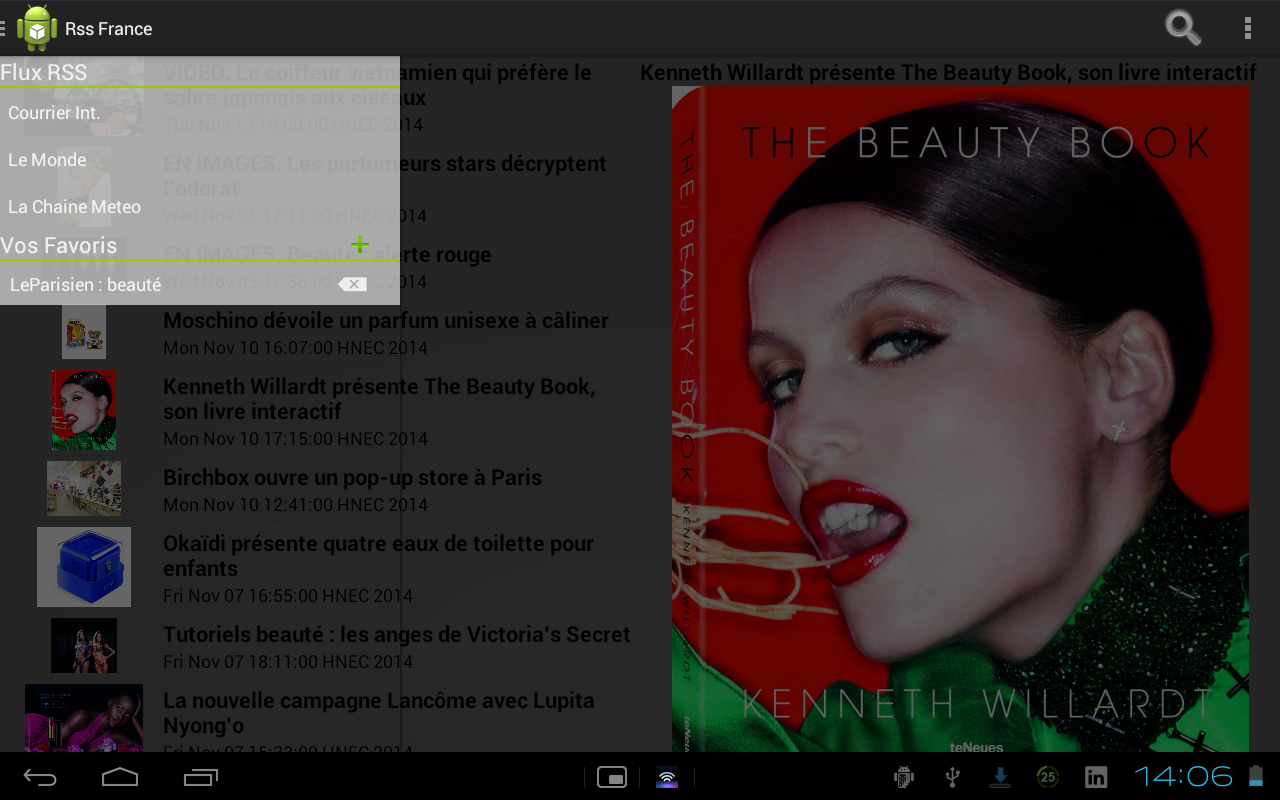 Rss France
Flux RSS
Courrier Int.
Le Monde
La Chaine Meteo
Vos Favoris
LeParisien : beauté
VIDEO. Le coiffeur vietnamien qui préfère le
sabre japonais aux ciseaux
Thu Nov 13 19:00:00 HNEC 2014
EN IMAGES. Les parfumeurs stars décryptent
l'odorat
Wed Nov 05 17:11:00 HNEC 2014
EN IMAGES. Beauté : alerte rouge
Wed Nov 05 17:56:00 HNEC 2014
Moschino dévoile un parfum unisexe à câliner
Mon Nov 10 16:07:00 HNEC 2014
Kenneth Willardt présente The Beauty Book,
son livre interactif
Mon Nov 10 17:15:00 HNEC 2014
Birchbox ouvre un pop-up store à Paris
Mon Nov 10 12:41:00 HNEC 2014
Okaïdi présente quatre eaux de toilette pour
enfants
Fri Nov 07 16:55:00 HNEC 2014
Tutoriels beauté : les anges de Victoria's Secret
Fri Nov 07 18:11:00 HNEC 2014
La nouvelle campagne Lancôme avec Lupita
Nyong'o
Fri Nov 07 15:33:00 HNEC 2014
Kenneth Willardt présente The Beauty Book, son livre interactif
THE BEAUTY BOOK
THE BEAUTY BOOK
KENNETH WILLARDT
KENNETH WILLARDT
teNeues
25
in
14:06